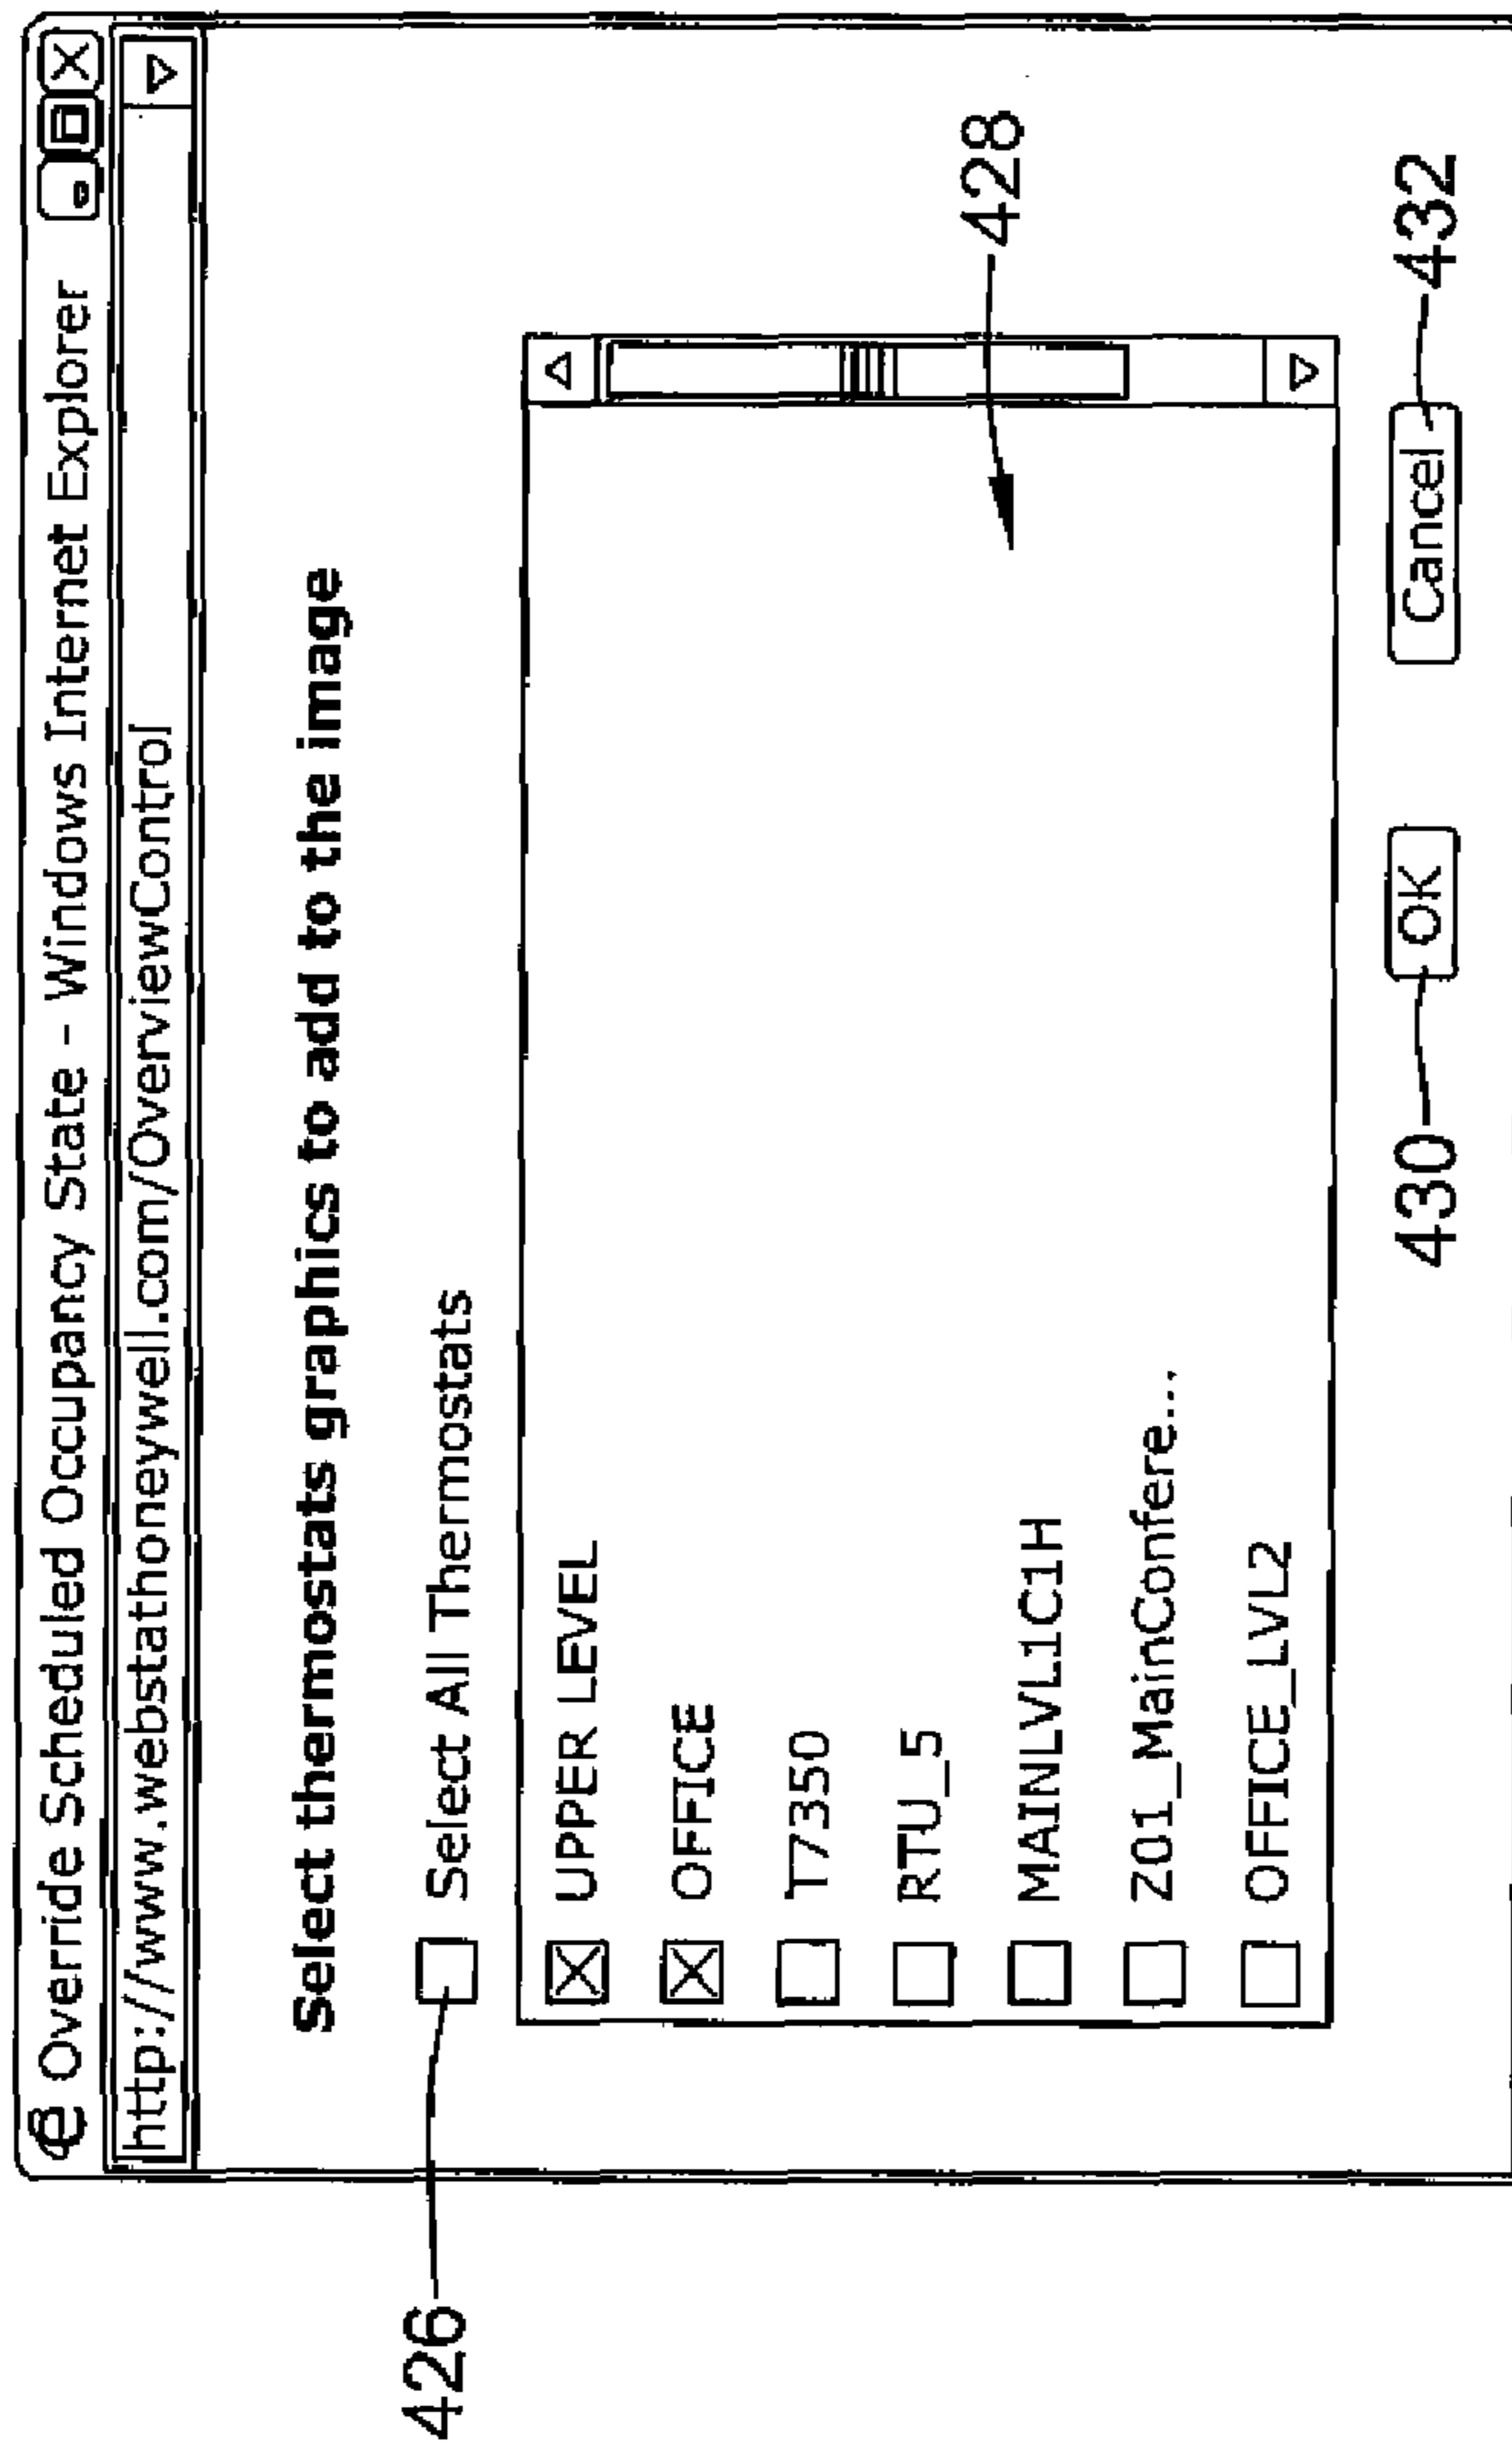 Override Scheduled Occupancy State - Windows Internet Explorer
http://www.webstathoneywell.com/OverviewControl
Select thermostats graphics to add to the image
426
Select All Thermostats
UPPER LEVEL
OFFICE
T7350
RTU_5
MAINLVL1C1H
Z01_MainConfere...
OFFICE_LVL2
428
430
OK
Cancel
432